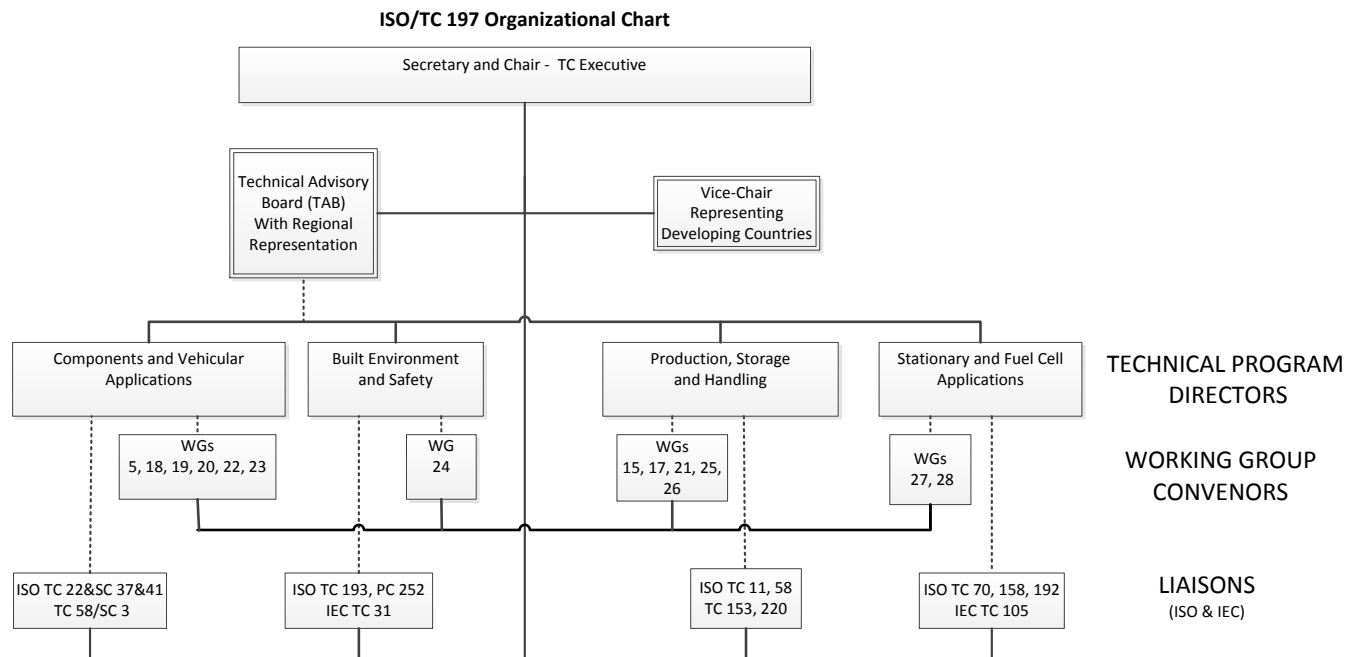 ISO/TC 197 Organizational Chart
Secretary and Chair - TC Executive
Technical Advisory
Board (TAB)
With Regional
Representation
Vice-Chair
Representing
Developing Countries
Components and Vehicular
Applications
Built Environment
and Safety
Production, Storage
and Handling
Stationary and Fuel Cell
Applications
TECHNICAL PROGRAM
DIRECTORS
WGs
5, 18, 19, 20, 22, 23
WG
24
WGs
15, 17, 21, 25,
26
WGs
27, 28
WORKING GROUP
CONVENORS
ISO TC 22&SC 37&41
TC 58/SC 3
ISO TC 193, PC 252
IEC TC 31
ISO TC 11, 58
TC 153, 220
ISO TC 70, 158, 192
IEC TC 105
LIAISONS
(ISO & IEC)